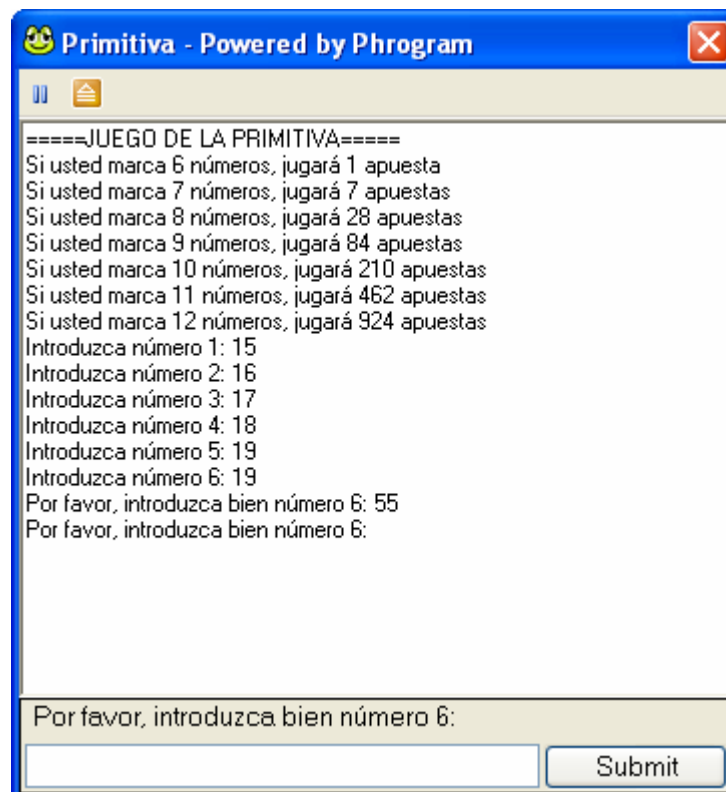 Primitiva - Powered by Phrogram
=====JUEGO DE LA PRIMITIVA=====
Si usted marca 6 números, jugará 1 apuesta
Si usted marca 7 números, jugará 7 apuestas
Si usted marca 8 números, jugará 28 apuestas
Si usted marca 9 números, jugará 84 apuestas
Si usted marca 10 números, jugará 210 apuestas
Si usted marca 11 números, jugará 462 apuestas
Si usted marca 12 números, jugará 924 apuestas
Introduzca número 1: 15
Introduzca número 2: 16
Introduzca número 3: 17
Introduzca número 4: 18
Introduzca número 5: 19
Introduzca número 6: 19
Por favor, introduzca bien número 6: 55
Por favor, introduzca bien número 6:
Por favor, introduzca bien número 6:
Submit